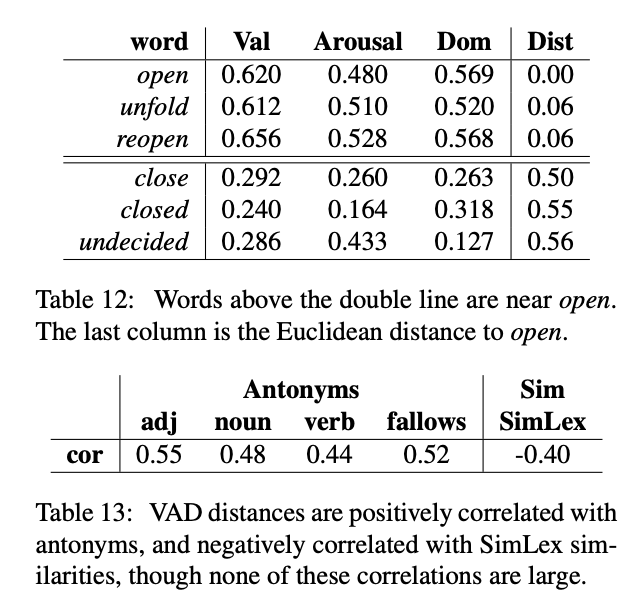 word Val Arousal Dom Dist
open 0.620 0.480 0.569 0.00
unfold 0.612 0.510 0.520 0.06
reopen 0.656 0.528 0.568 0.06
close 0.292 0.260 0.263 0.50
closed 0.240 0.164 0.318 0.55
undecided 0.286 0.433 0.127 0.56
Table 12: Words above the double line are near open.
The last column is the Euclidean distance to open.
Antonyms Sim
adj noun verb fallows SimLex
cor 0.55 0.48 0.44 0.52 -0.40
Table 13: VAD distances are positively correlated with
antonyms, and negatively correlated with SimLex sim-
ilarities, though none of these correlations are large.